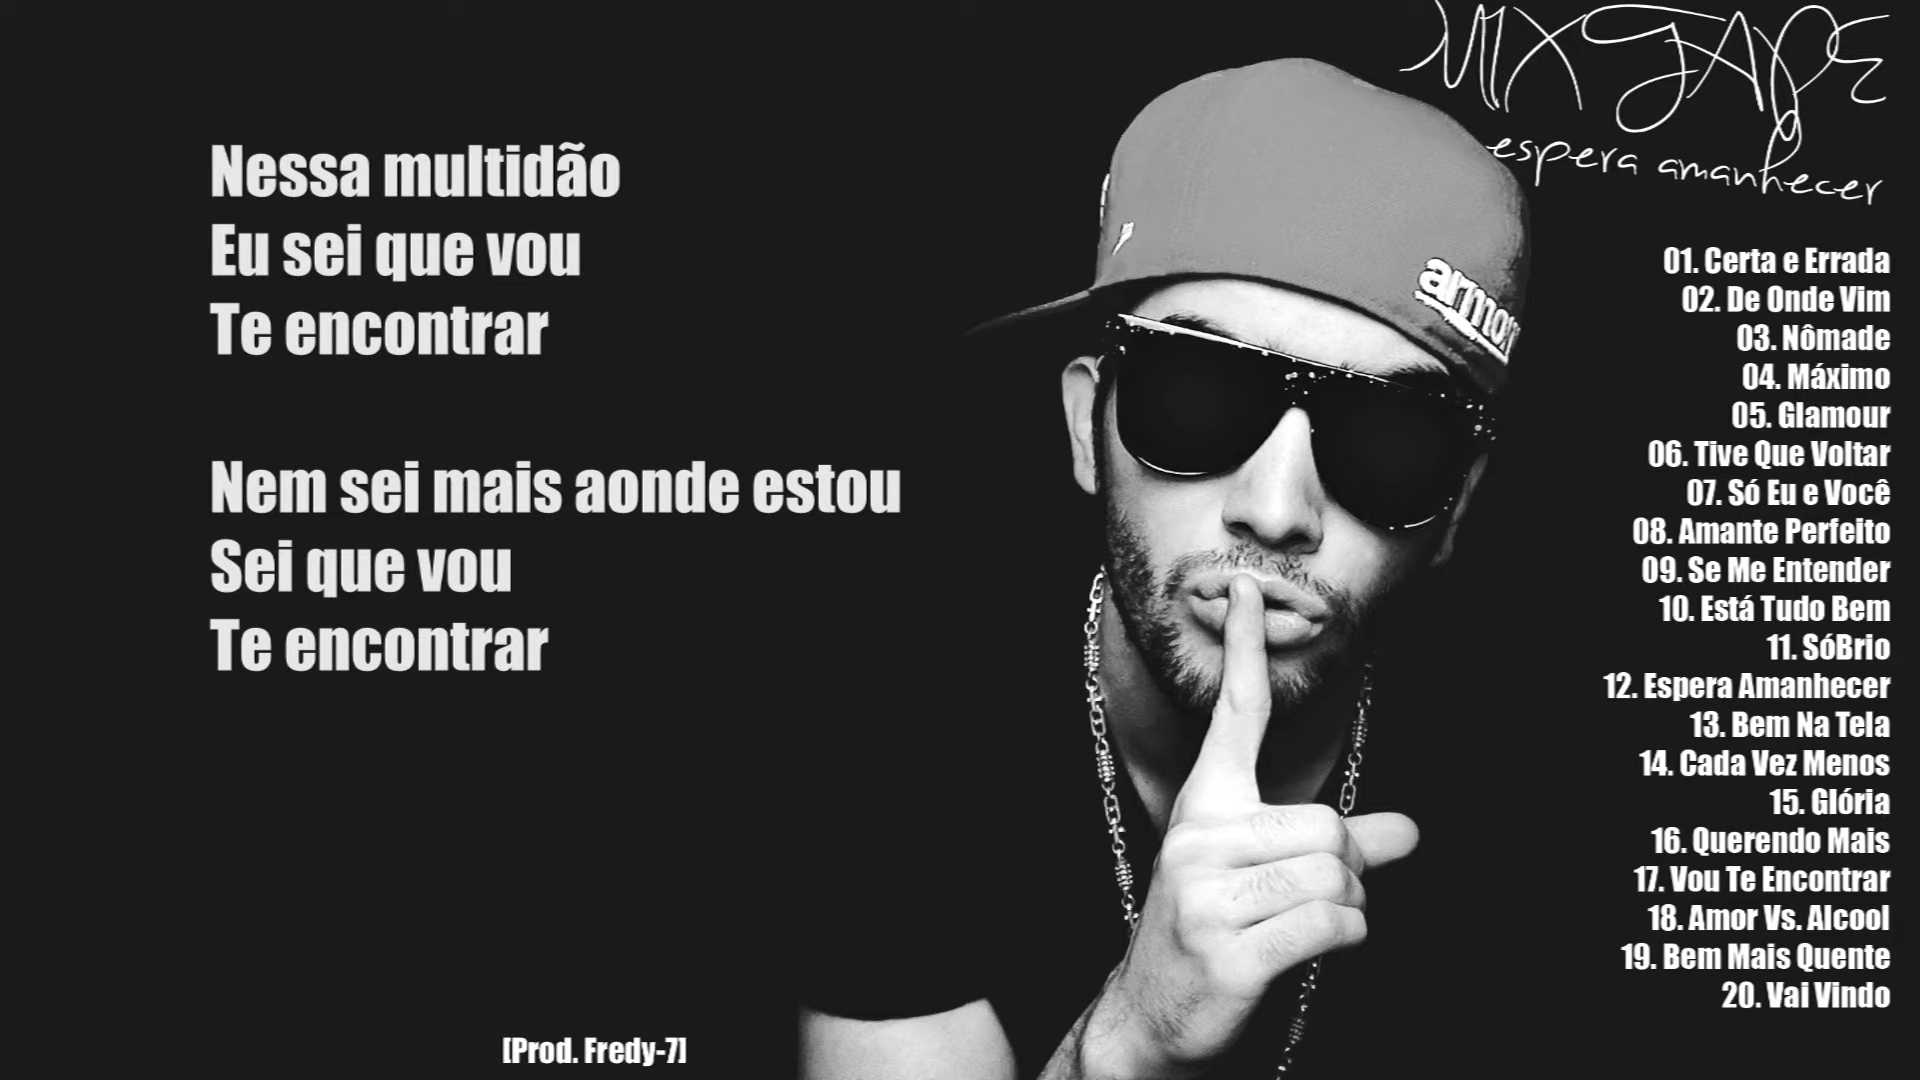 MIXTAPE
espera amanhecer
Nessa multidão
Eu sei que vou
Te encontrar
Nem sei mais aonde estou
Sei que vou
Te encontrar
01. Certa e Errada
02. De Onde Vim
03. Nômade
04. Máximo
05. Glamour
06. Tive Que Voltar
07. Só Eu e Você
08. Amante Perfeito
09. Se Me Entender
10. Está Tudo Bem
11. SóBrio
12. Espera Amanhecer
13. Bem Na Tela
14. Cada Vez Menos
15. Glória
16. Querendo Mais
17. Vou Te Encontrar
18. Amor Vs. Alcool
19. Bem Mais Quente
20. Vai Vindo
[Prod. Fredy-7]